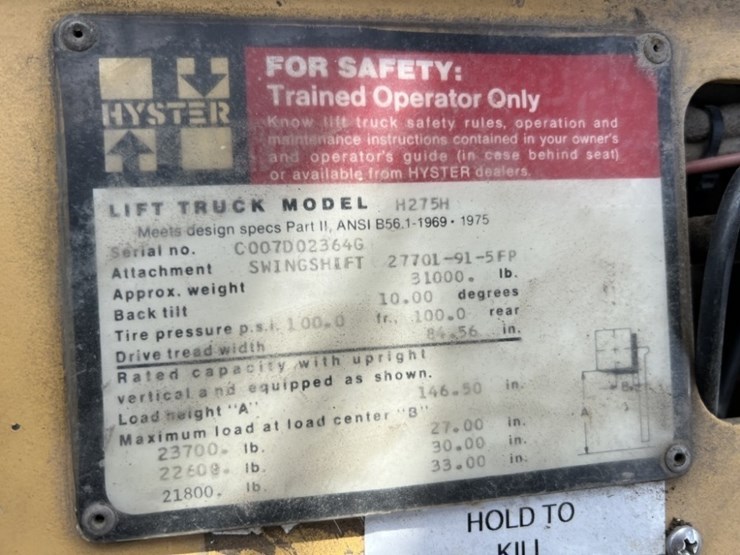 HYSTER
FOR SAFETY:
Trained Operator Only
Know lift truck safety rules, operation and
maintenance instructions contained in your owner's
and operator's guide (in case behind seat)
or available from HYSTER dealers.
LIFT TRUCK MODEL H275H
Meets design specs Part II, ANSI B56.1-1969 • 1975
Serial no. C007D02364G
Attachment SWINGSHIFT 27701-91-5FP
Approx. weight 31000. lb.
Back tilt 10.00 degrees
Tire pressure p.s.i. 100.0 fr., 100.0 rear
Drive tread width 84.56 in.
Rated capacity with upright
vertical and equipped as shown.
Load height "A" 146.50 in.
Maximum load at load center "B"
23700. lb. 27.00 in.
22608. lb. 30.00 in.
21800. lb. 33.00 in.
A
B
HOLD TO
KILL